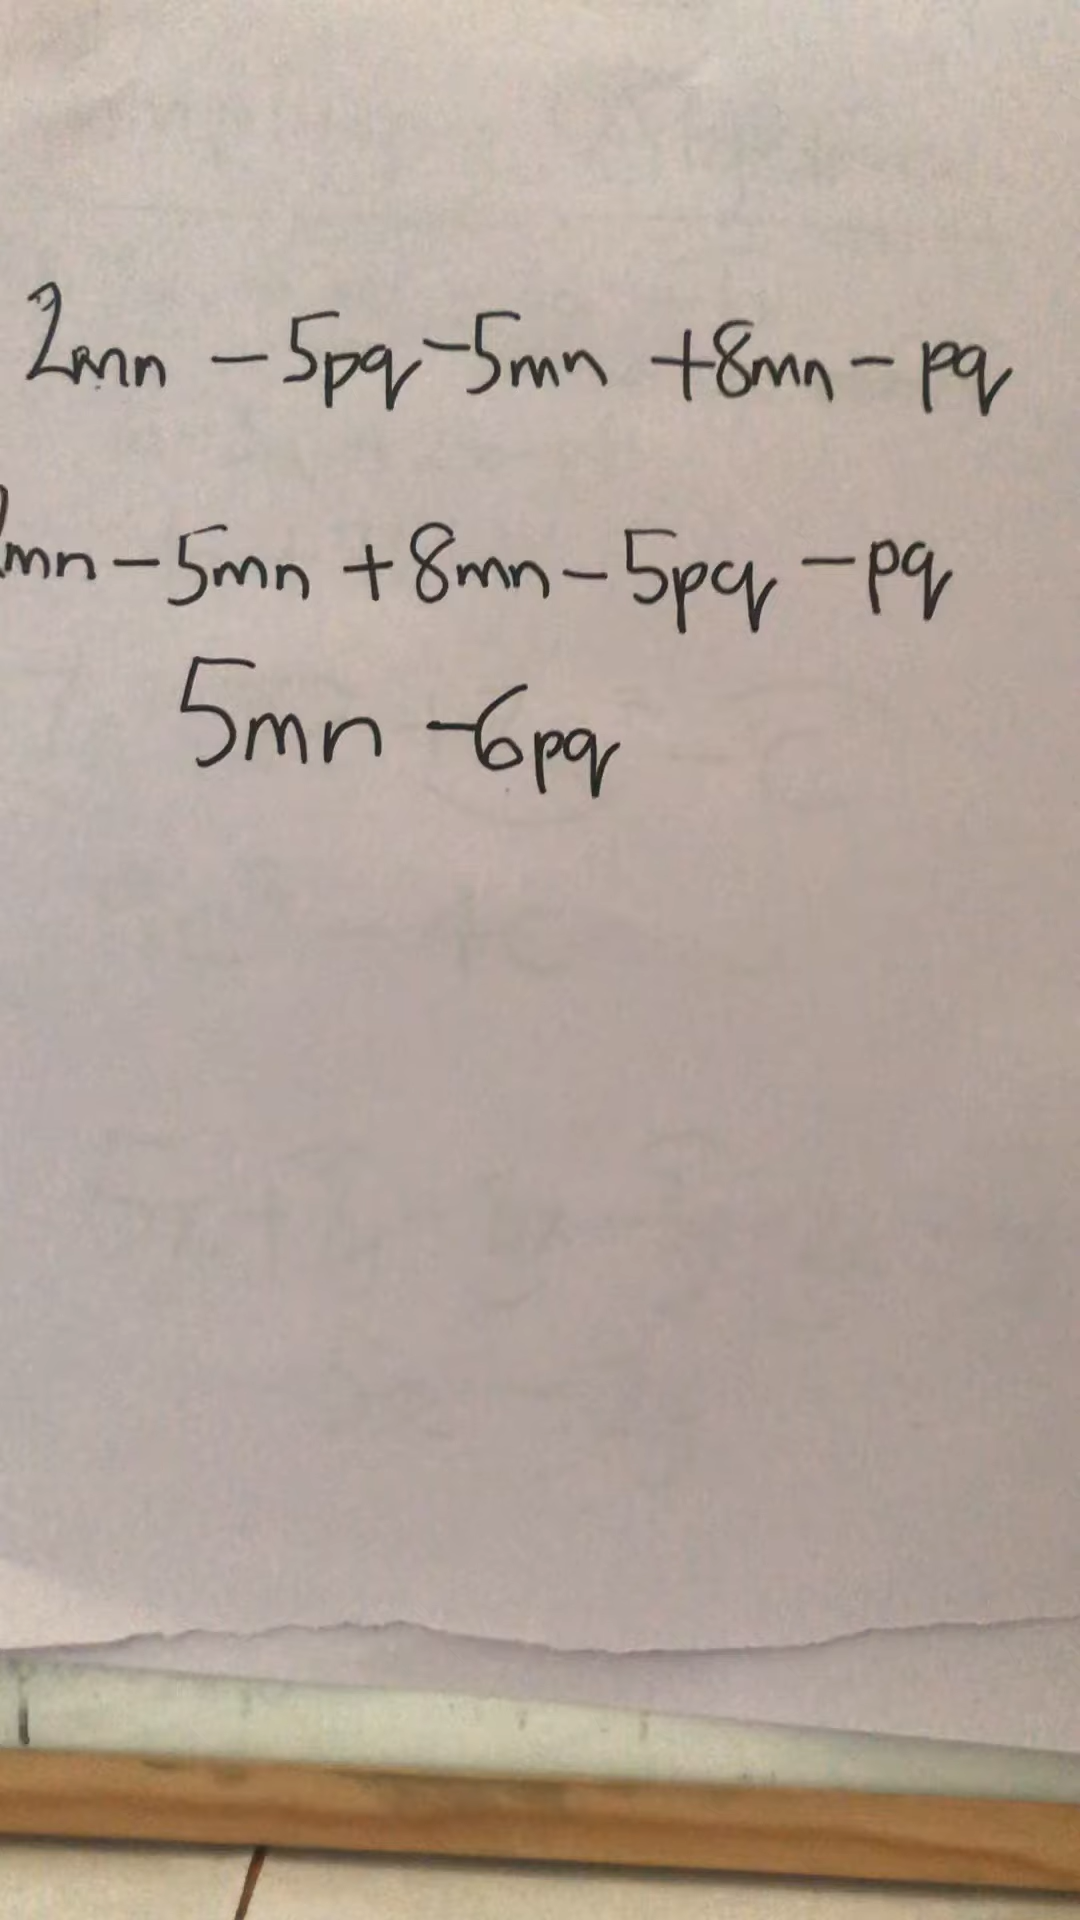 2mn - 5pq - 5mn + 8mn - pq
mn - 5mn + 8mn - 5pq - pq
5mn - 6pq